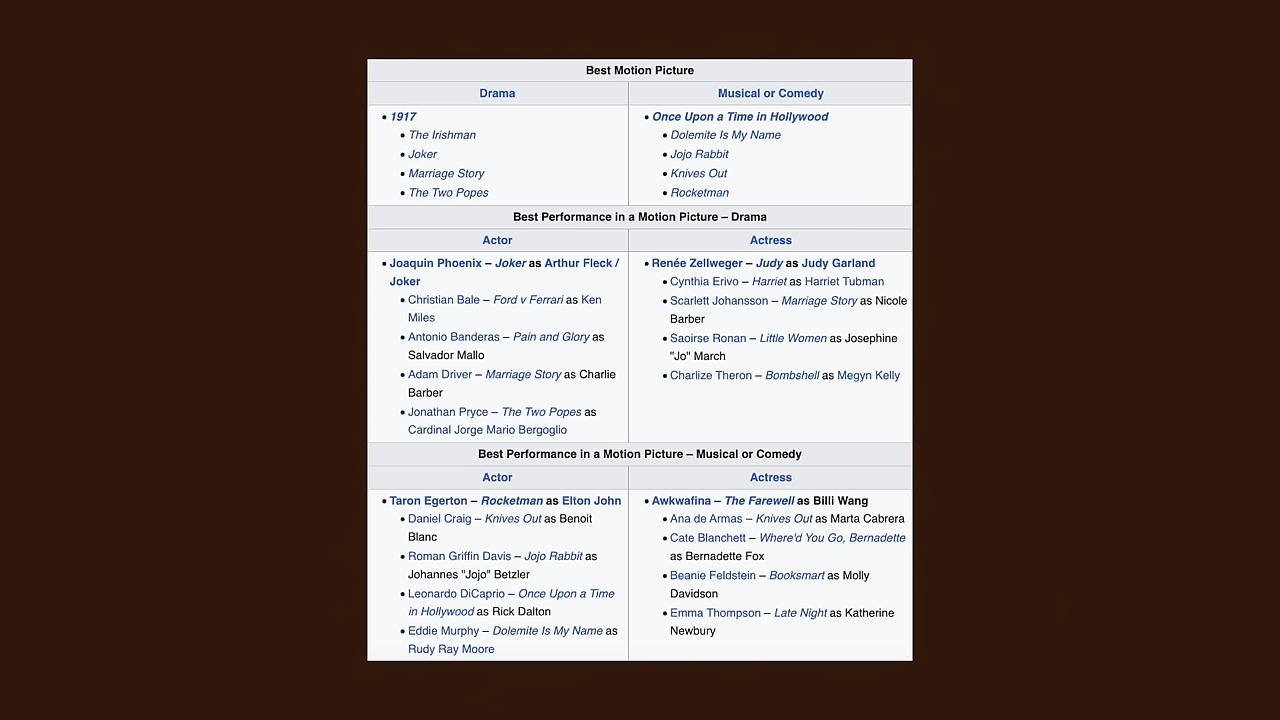 Best Motion Picture
Drama
Musical or Comedy
• 1917
• The Irishman
• Joker
• Marriage Story
• The Two Popes
• Once Upon a Time in Hollywood
• Dolemite Is My Name
• Jojo Rabbit
• Knives Out
• Rocketman
Best Performance in a Motion Picture – Drama
Actor
Actress
• Joaquin Phoenix – Joker as Arthur Fleck /
Joker
• Christian Bale – Ford v Ferrari as Ken
Miles
• Antonio Banderas – Pain and Glory as
Salvador Mallo
• Adam Driver – Marriage Story as Charlie
Barber
• Jonathan Pryce – The Two Popes as
Cardinal Jorge Mario Bergoglio
• Renée Zellweger – Judy as Judy Garland
• Cynthia Erivo – Harriet as Harriet Tubman
• Scarlett Johansson – Marriage Story as Nicole
Barber
• Saoirse Ronan – Little Women as Josephine
"Jo" March
• Charlize Theron – Bombshell as Megyn Kelly
Best Performance in a Motion Picture – Musical or Comedy
Actor
Actress
• Taron Egerton – Rocketman as Elton John
• Daniel Craig – Knives Out as Benoit
Blanc
• Roman Griffin Davis – Jojo Rabbit as
Johannes "Jojo" Betzler
• Leonardo DiCaprio – Once Upon a Time
in Hollywood as Rick Dalton
• Eddie Murphy – Dolemite Is My Name as
Rudy Ray Moore
• Awkwafina – The Farewell as Billi Wang
• Ana de Armas – Knives Out as Marta Cabrera
• Cate Blanchett – Where'd You Go, Bernadette
as Bernadette Fox
• Beanie Feldstein – Booksmart as Molly
Davidson
• Emma Thompson – Late Night as Katherine
Newbury